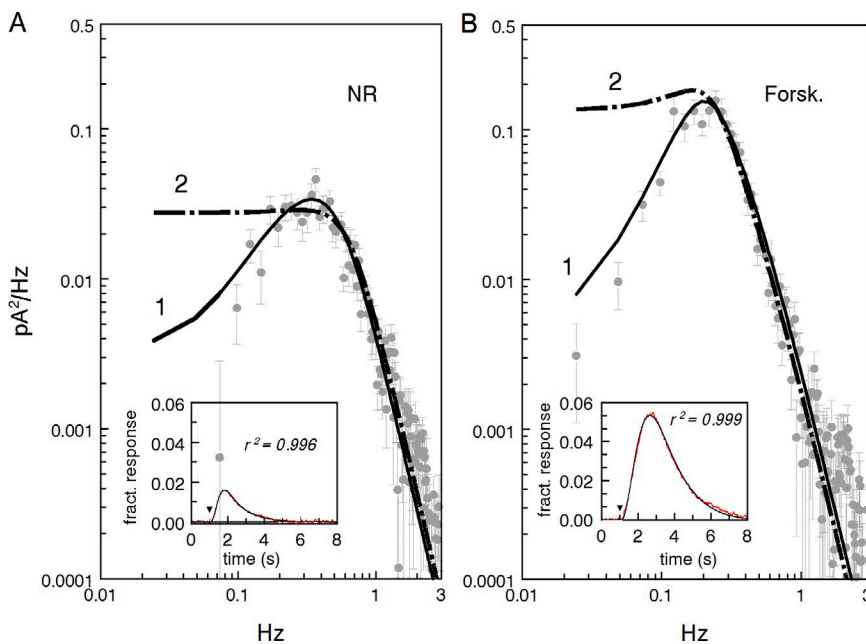 A
B
0.5
0.5
NR
Forsk.
2
0.1
0.1
2
0.01
0.01
1
1
pA²/Hz
0.001
0.001
0.0001
0.0001
fract. response
0.06
0.04
0.02
0.00
r² = 0.996
0 2 4 6 8
time (s)
fract. response
0.06
0.04
0.02
0.00
r² = 0.999
0 2 4 6 8
time (s)
0.01 0.1 1 3
0.01 0.1 1 3
Hz
Hz